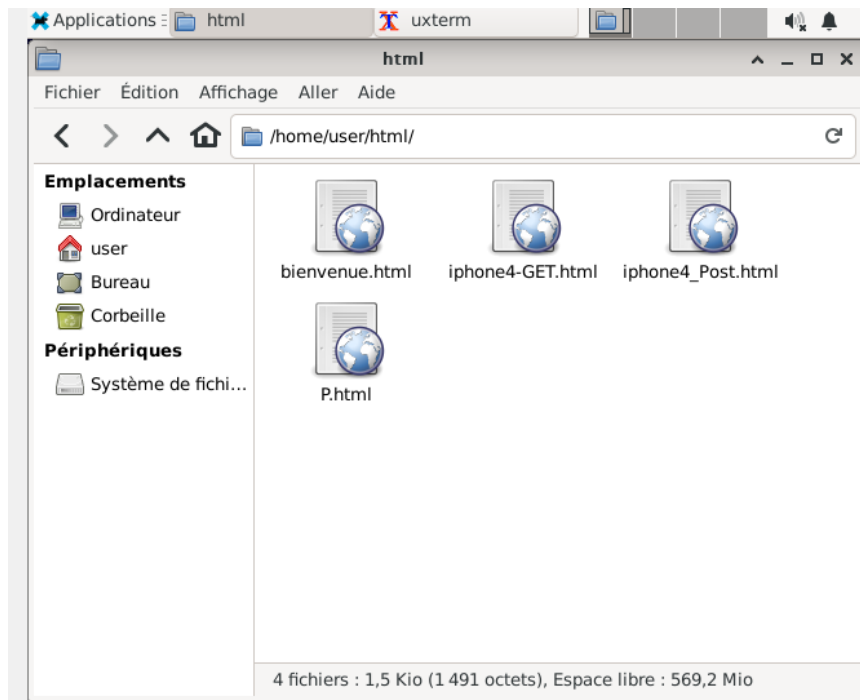 Applications html uxterm
html
Fichier Édition Affichage Aller Aide
/home/user/html/
Emplacements
Ordinateur
user
Bureau
Corbeille
Périphériques
Système de fichi...
bienvenue.html iphone4-GET.html iphone4_Post.html
P.html
4 fichiers : 1,5 Kio (1 491 octets), Espace libre : 569,2 Mio